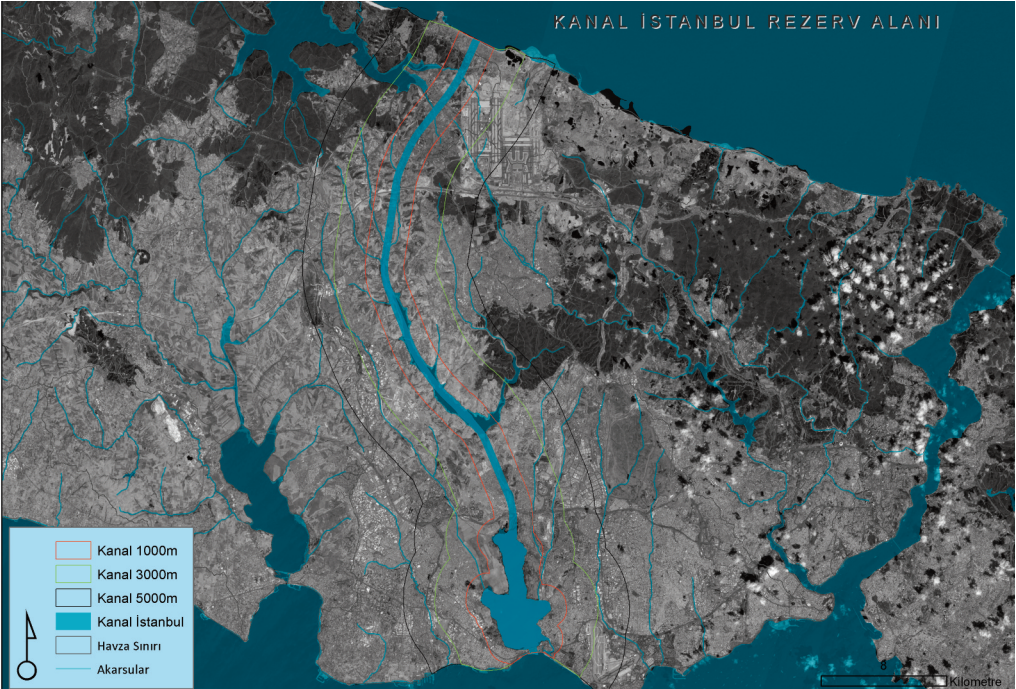 KANAL İSTANBUL REZERV ALANI
Kanal 1000m
Kanal 3000m
Kanal 5000m
Kanal İstanbul
Havza Sınırı
Akarsular
8
Kilometre